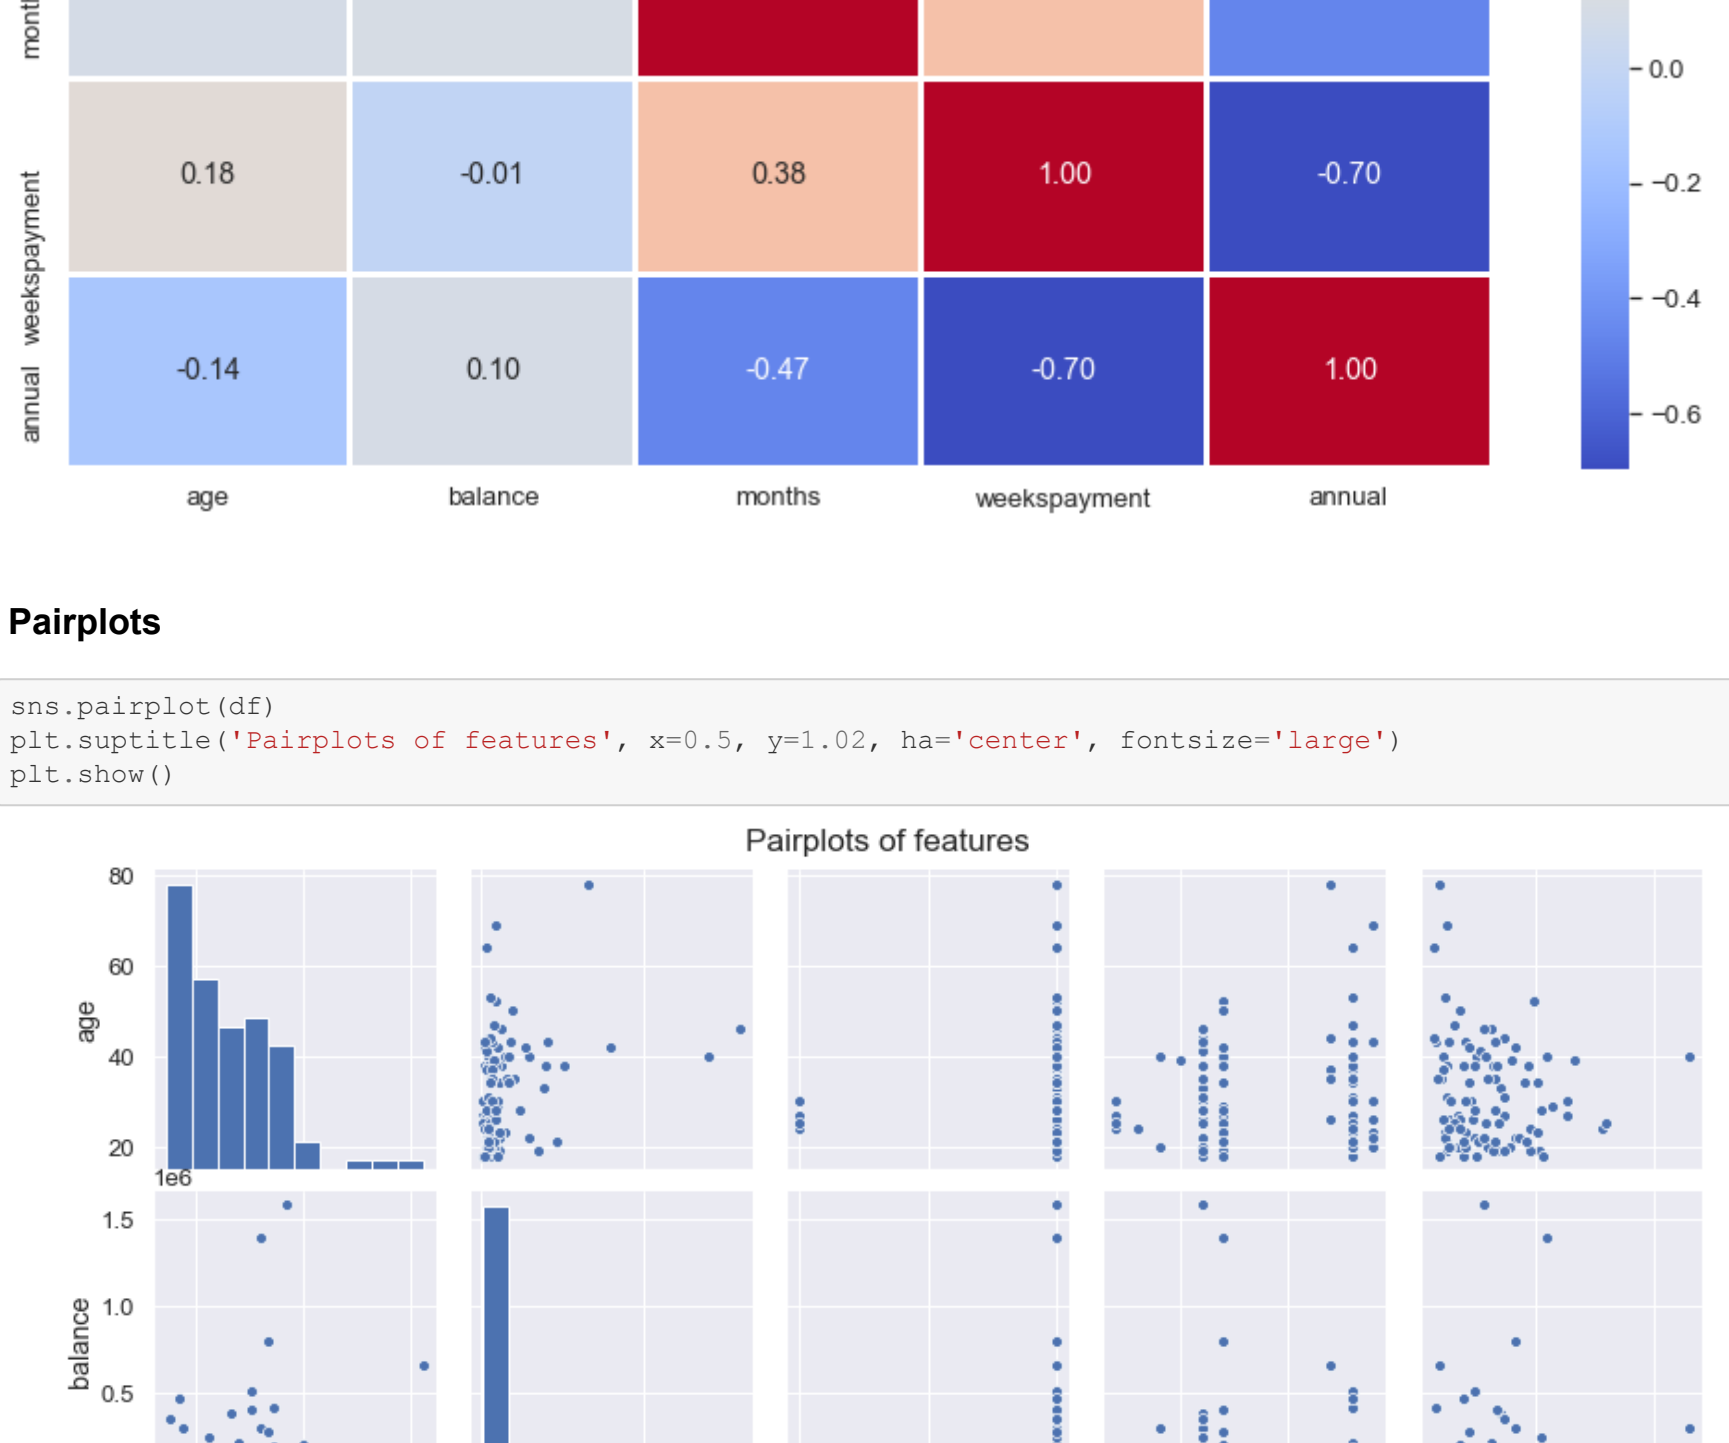 0.0
0.18 -0.01 0.38 1.00 -0.70
-0.2
weekspayment
-0.4
-0.14 0.10 -0.47 -0.70 1.00
annual
-0.6
age balance months weekspayment annual
Pairplots
sns.pairplot(df)
plt.suptitle('Pairplots of features', x=0.5, y=1.02, ha='center', fontsize='large')
plt.show()
Pairplots of features
80
60
age
40
20
1e6
1.5
1.0
balance
0.5